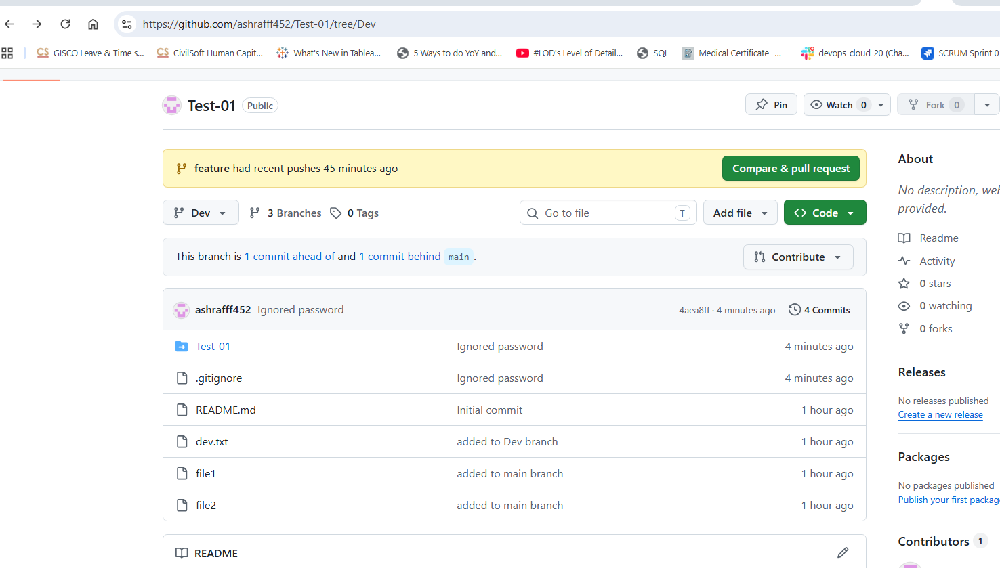 https://github.com/ashrafff452/Test-01/tree/Dev
CS GISCO Leave & Time s...
CS CivilSoft Human Capit...
What's New in Tablea...
5 Ways to do YoY and...
#LOD's Level of Detail...
SQL
Medical Certificate -...
devops-cloud-20 (Cha...
SCRUM Sprint 0
Test-01 Public
Pin
Watch 0
Fork 0
feature had recent pushes 45 minutes ago
Compare & pull request
Dev
3 Branches
0 Tags
Go to file T
Add file
Code
This branch is 1 commit ahead of and 1 commit behind main .
Contribute
ashrafff452 Ignored password 4aea8ff · 4 minutes ago 4 Commits
Test-01 Ignored password 4 minutes ago
.gitignore Ignored password 4 minutes ago
README.md Initial commit 1 hour ago
dev.txt added to Dev branch 1 hour ago
file1 added to main branch 1 hour ago
file2 added to main branch 1 hour ago
README
About
No description, web
provided.
Readme
Activity
0 stars
0 watching
0 forks
Releases
No releases published
Create a new release
Packages
No packages published
Publish your first package
Contributors 1